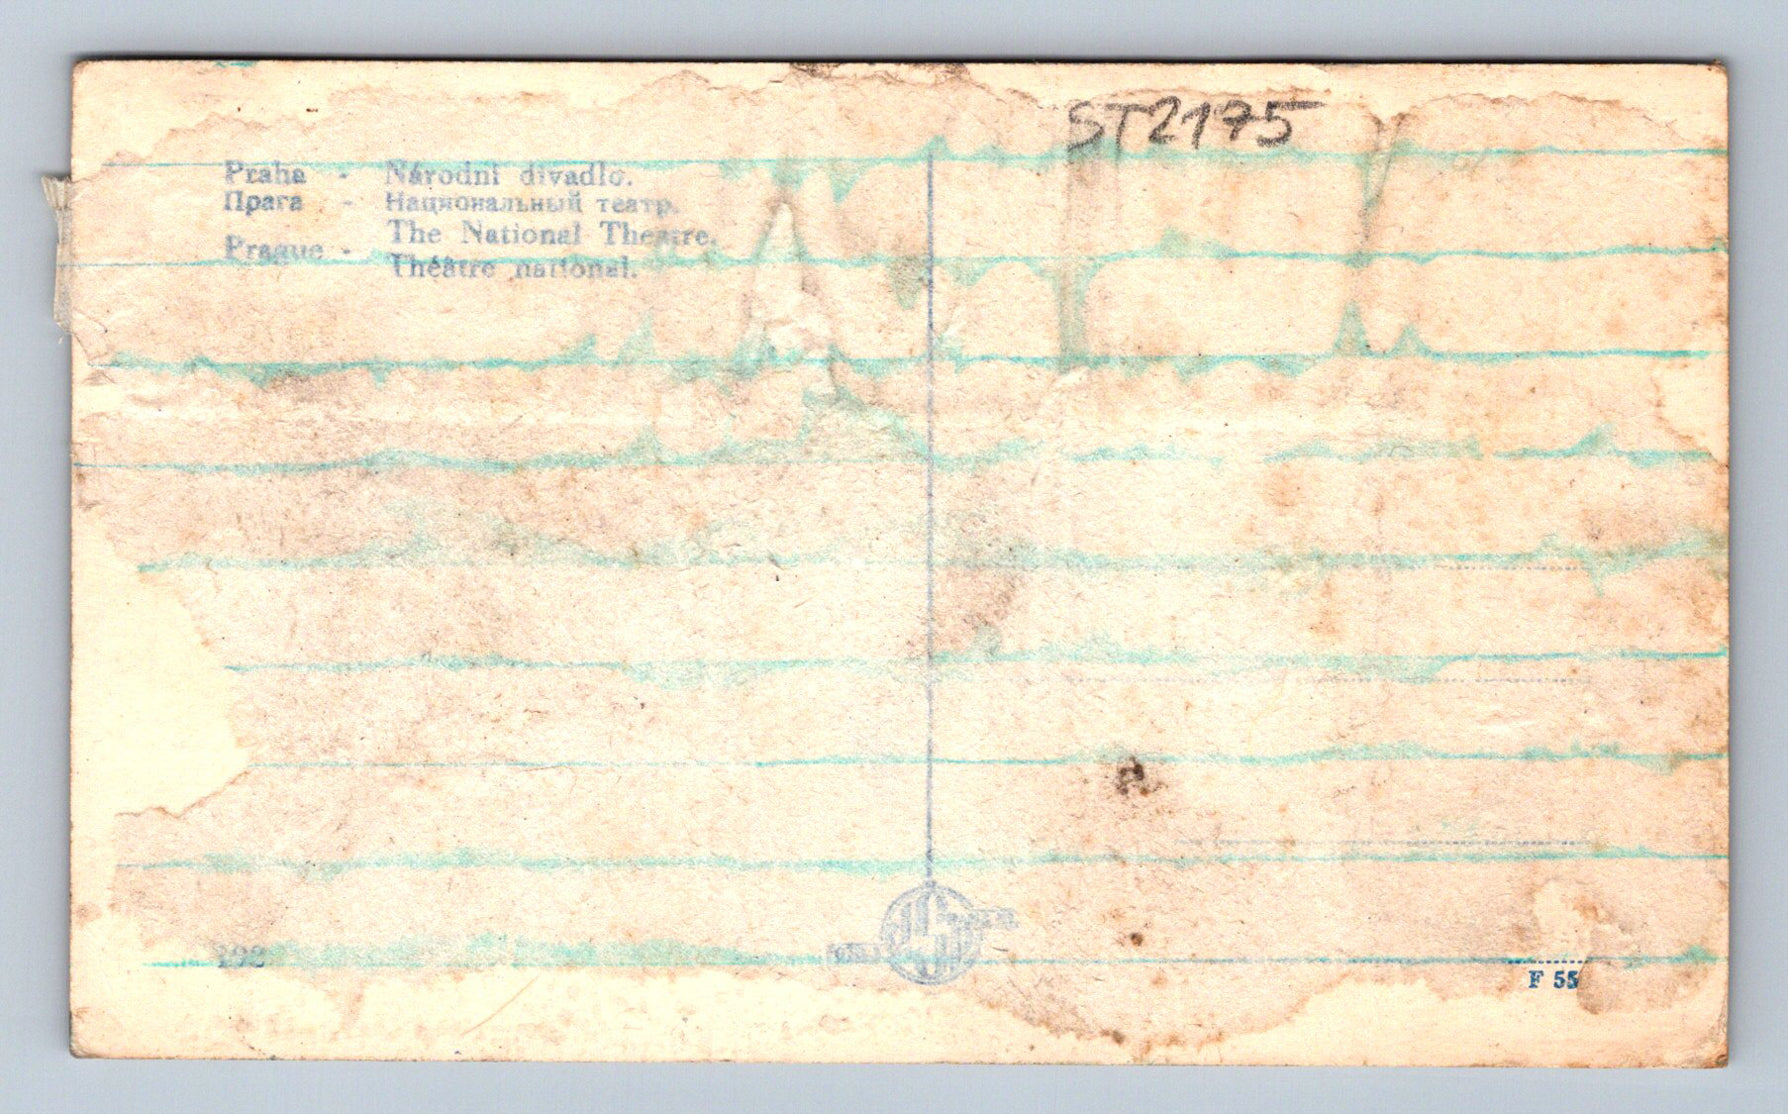 ST2175
Praha - Národní divadlo.
Прага - Национальный театр.
Prague - The National Theatre.
Théâtre national.
F 55